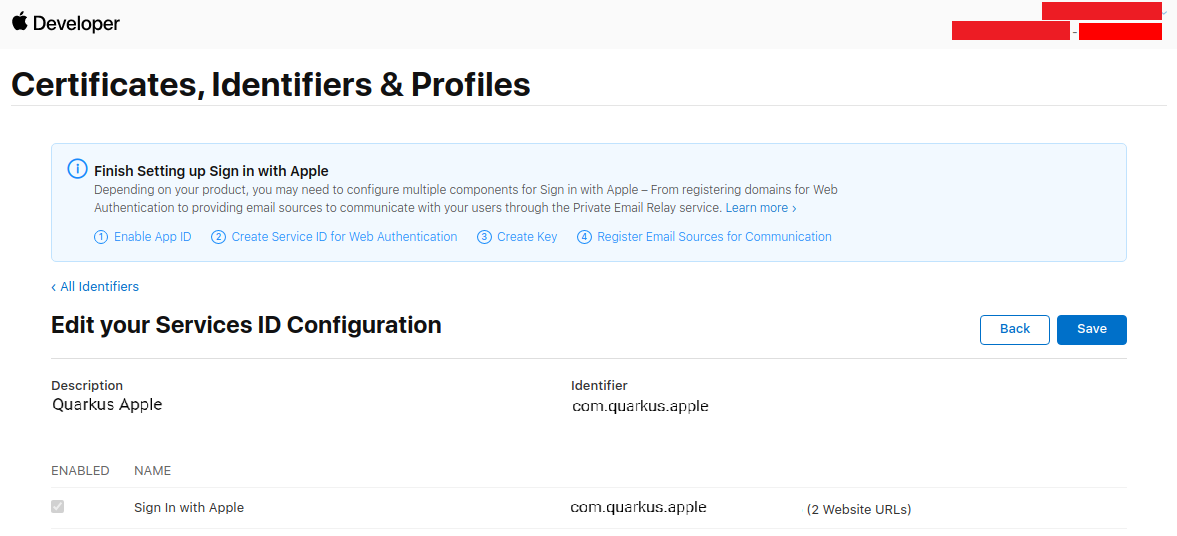 Developer
-
Certificates, Identifiers & Profiles
Finish Setting up Sign in with Apple
Depending on your product, you may need to configure multiple components for Sign in with Apple – From registering domains for Web
Authentication to providing email sources to communicate with your users through the Private Email Relay service. Learn more ›
1 Enable App ID 2 Create Service ID for Web Authentication 3 Create Key 4 Register Email Sources for Communication
‹ All Identifiers
Edit your Services ID Configuration
Back Save
Description Identifier
Quarkus Apple com.quarkus.apple
ENABLED NAME
Sign In with Apple com.quarkus.apple (2 Website URLs)